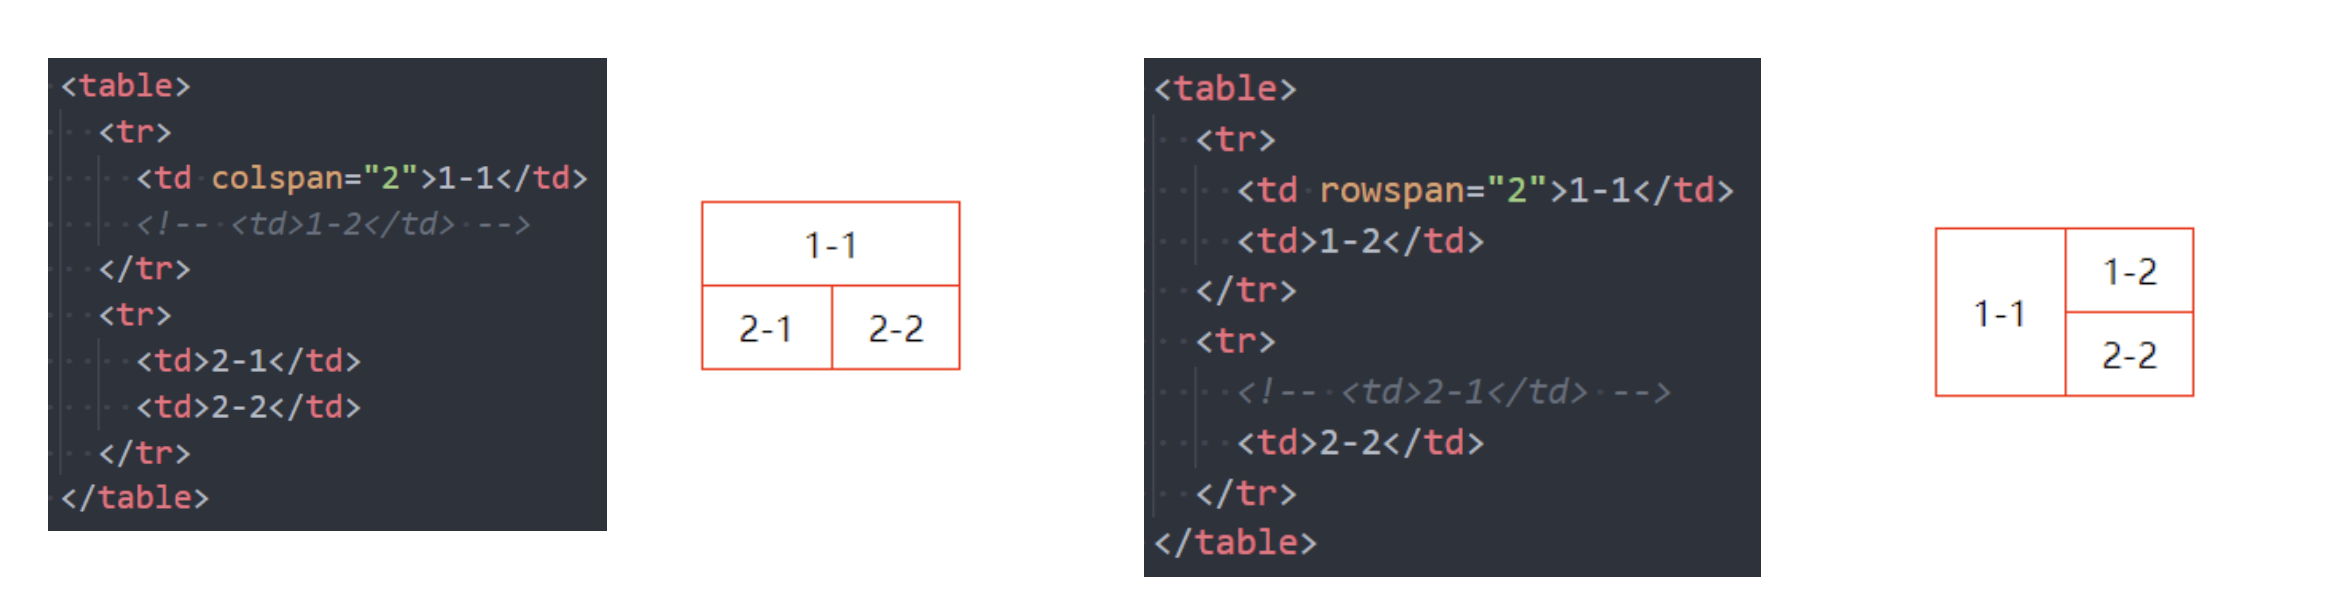 <table>
<tr>
<td colspan="2">1-1</td>
<!-- <td>1-2</td> -->
</tr>
<tr>
<td>2-1</td>
<td>2-2</td>
</tr>
</table>
1-1
2-1 2-2
<table>
<tr>
<td rowspan="2">1-1</td>
<td>1-2</td>
</tr>
<tr>
<!-- <td>2-1</td> -->
<td>2-2</td>
</tr>
</table>
1-1
1-2
2-2